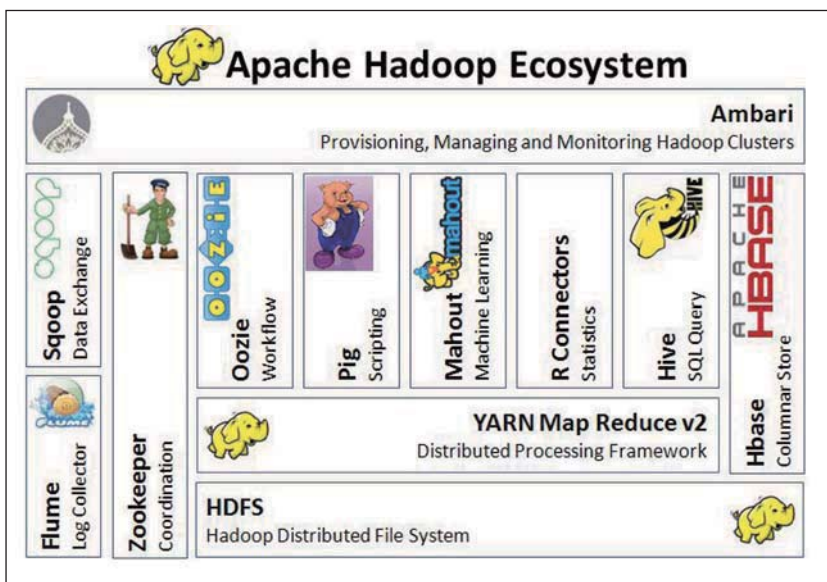 Apache Hadoop Ecosystem
Ambari
Provisioning, Managing and Monitoring Hadoop Clusters
sqoop
Sqoop
Data Exchange
FLUME
Flume
Log Collector
Zookeeper
Coordination
OOZIE
Oozie
Workflow
Pig
Scripting
mahout
Mahout
Machine Learning
R Connectors
Statistics
HIVE
Hive
SQL Query
APACHE
HBASE
Hbase
Columnar Store
YARN Map Reduce v2
Distributed Processing Framework
HDFS
Hadoop Distributed File System